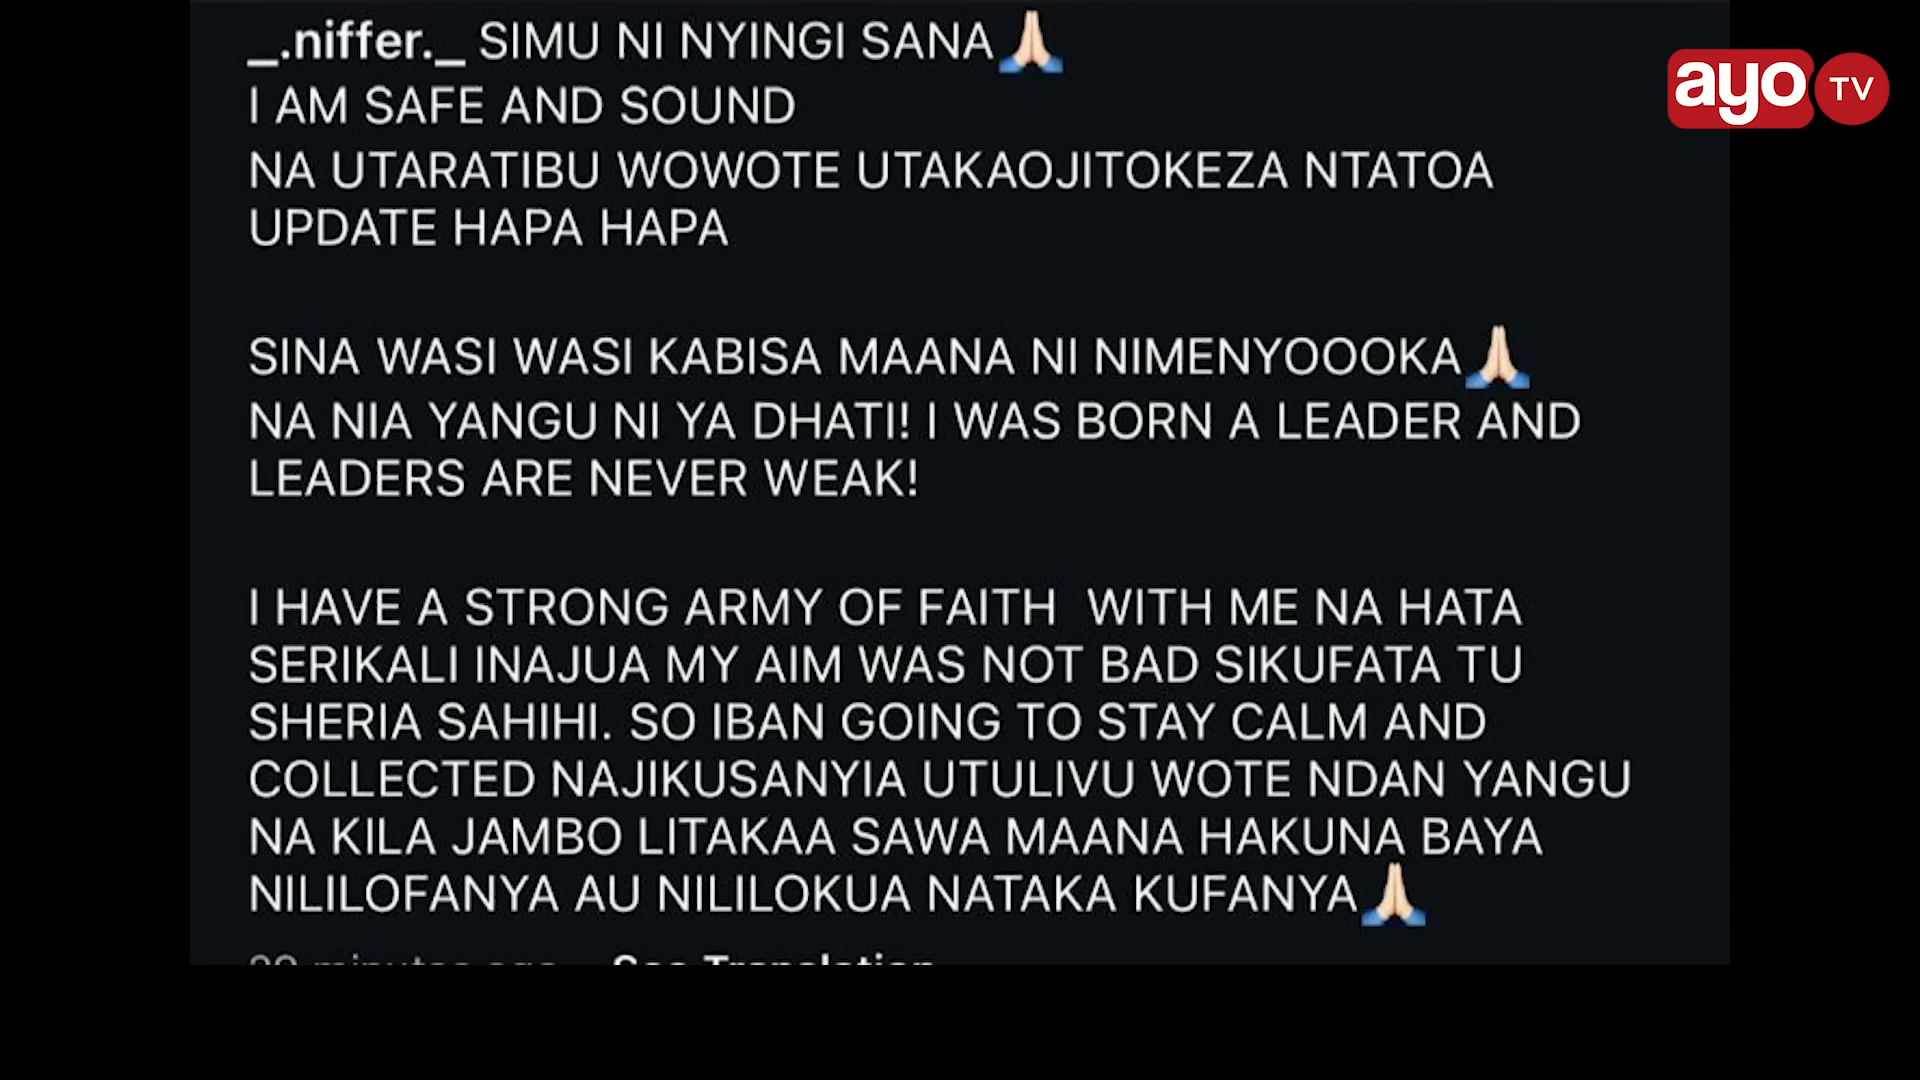 _.niffer._ SIMU NI NYINGI SANA🙏🏻
I AM SAFE AND SOUND
NA UTARATIBU WOWOTE UTAKAOJITOKEZA NTATOA
UPDATE HAPA HAPA
SINA WASI WASI KABISA MAANA NI NIMENYOOOKA🙏🏻
NA NIA YANGU NI YA DHATI! I WAS BORN A LEADER AND
LEADERS ARE NEVER WEAK!
I HAVE A STRONG ARMY OF FAITH WITH ME NA HATA
SERIKALI INAJUA MY AIM WAS NOT BAD SIKUFATA TU
SHERIA SAHIHI. SO IBAN GOING TO STAY CALM AND
COLLECTED NAJIKUSANYIA UTULIVU WOTE NDAN YANGU
NA KILA JAMBO LITAKAA SAWA MAANA HAKUNA BAYA
NILILOFANYA AU NILILOKUA NATAKA KUFANYA🙏🏻
minutes ago See Translation
ayo TV